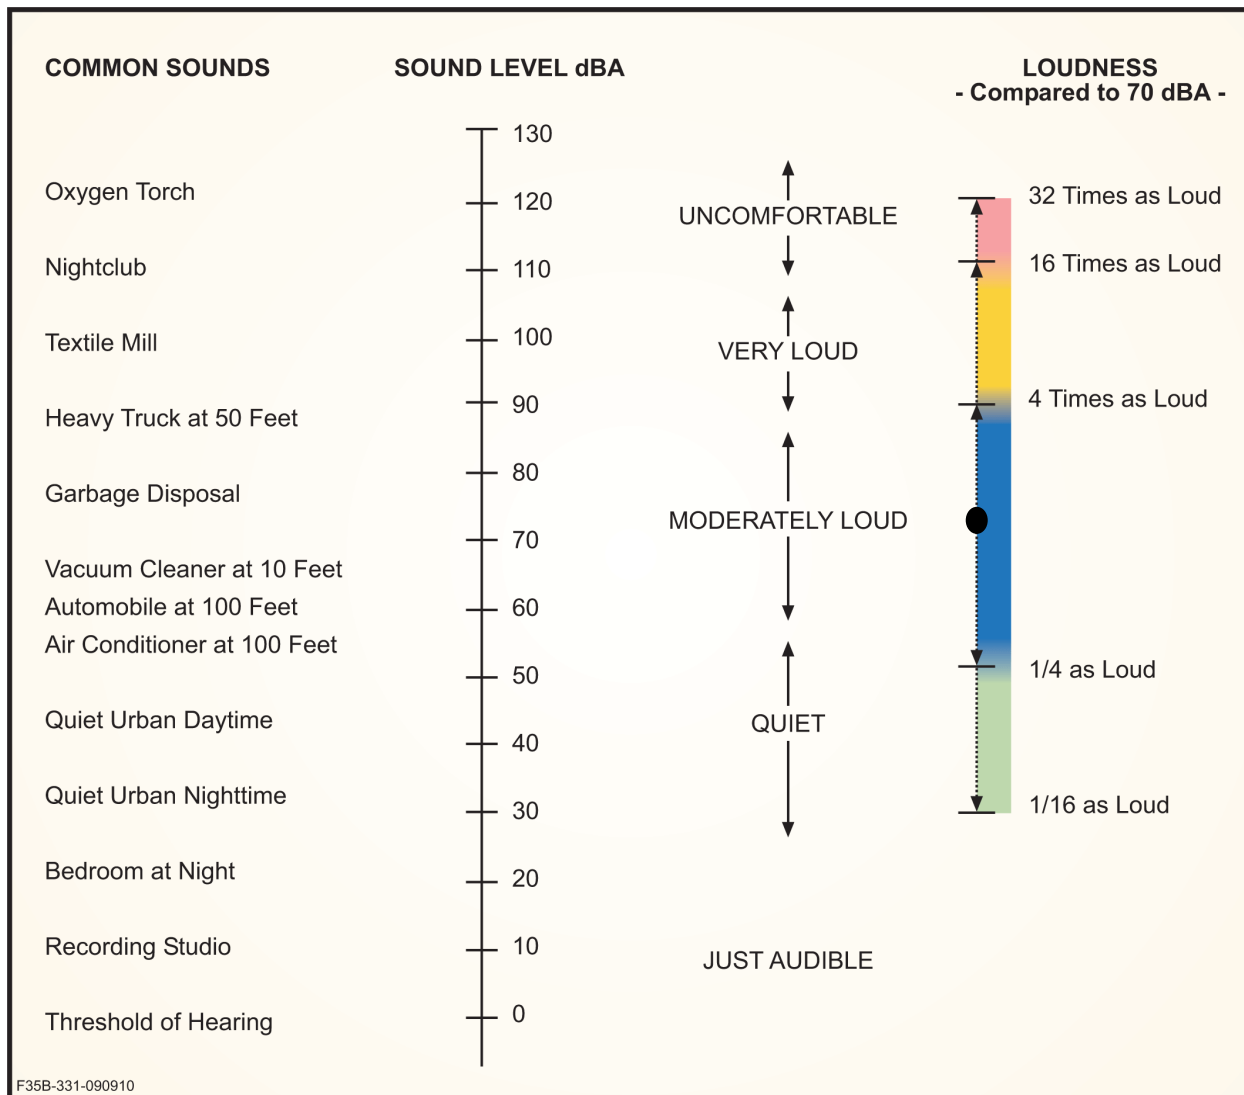 COMMON SOUNDS
SOUND LEVEL dBA
LOUDNESS
- Compared to 70 dBA -
130
Oxygen Torch
120
UNCOMFORTABLE
32 Times as Loud
Nightclub
110
16 Times as Loud
Textile Mill
100
VERY LOUD
Heavy Truck at 50 Feet
90
4 Times as Loud
80
Garbage Disposal
MODERATELY LOUD
70
Vacuum Cleaner at 10 Feet
Automobile at 100 Feet
60
Air Conditioner at 100 Feet
50
1/4 as Loud
Quiet Urban Daytime
QUIET
40
Quiet Urban Nighttime
30
1/16 as Loud
Bedroom at Night
20
Recording Studio
10
JUST AUDIBLE
Threshold of Hearing
0
F35B-331-090910